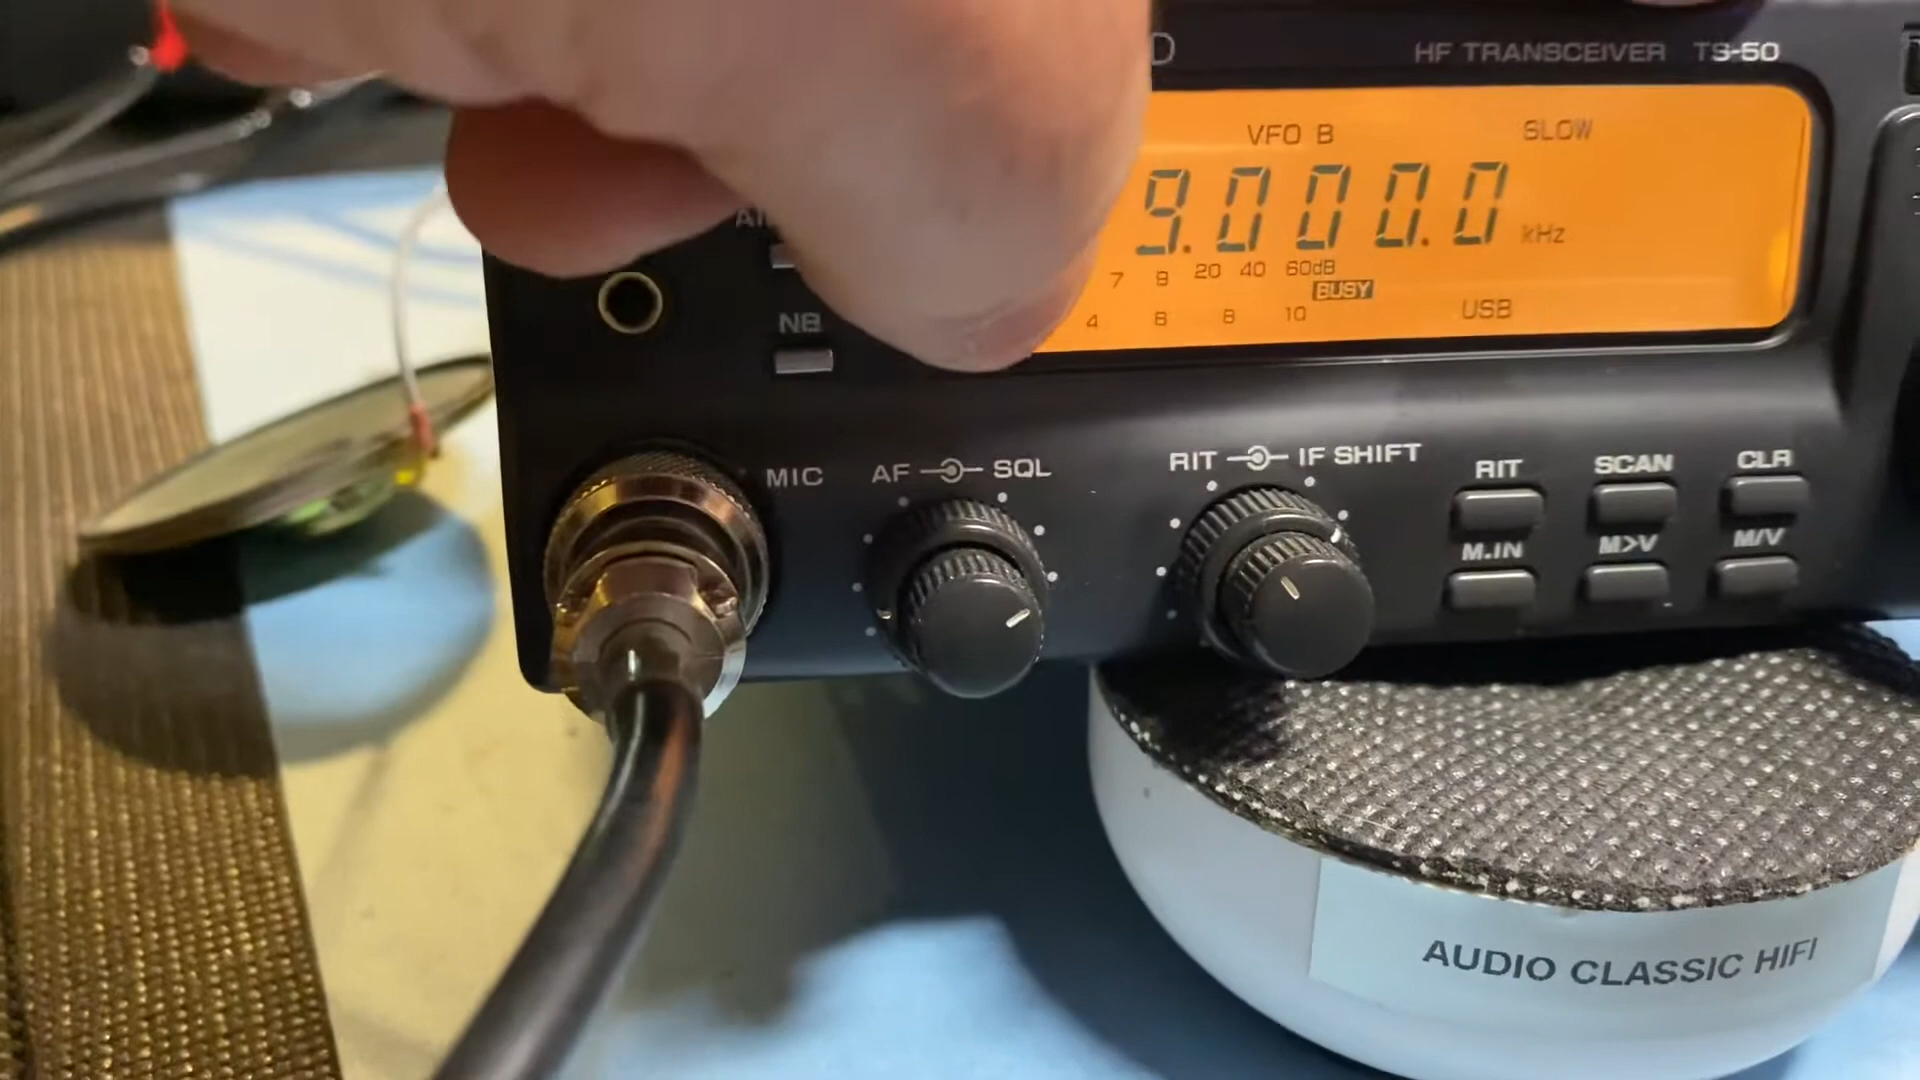 D
HF TRANSCEIVER TS-50
VFO B SLOW
9.000.0 kHz
7 9 20 40 60dB
BUSY
4 6 8 10
USB
NB
MIC
AF SQL
RIT IF SHIFT
RIT SCAN CLR
M.IN M>V M/V
AUDIO CLASSIC HIFI